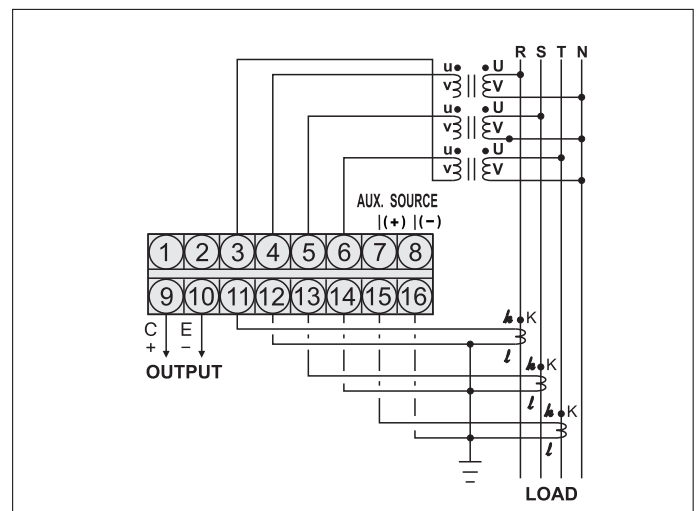 R S T N
u U
v V
u U
v V
u U
v V
AUX. SOURCE
(+) (-)
1 2 3 4 5 6 7 8
9 10 11 12 13 14 15 16
C E
+ -
OUTPUT
k K
l
k K
l
k K
l
LOAD